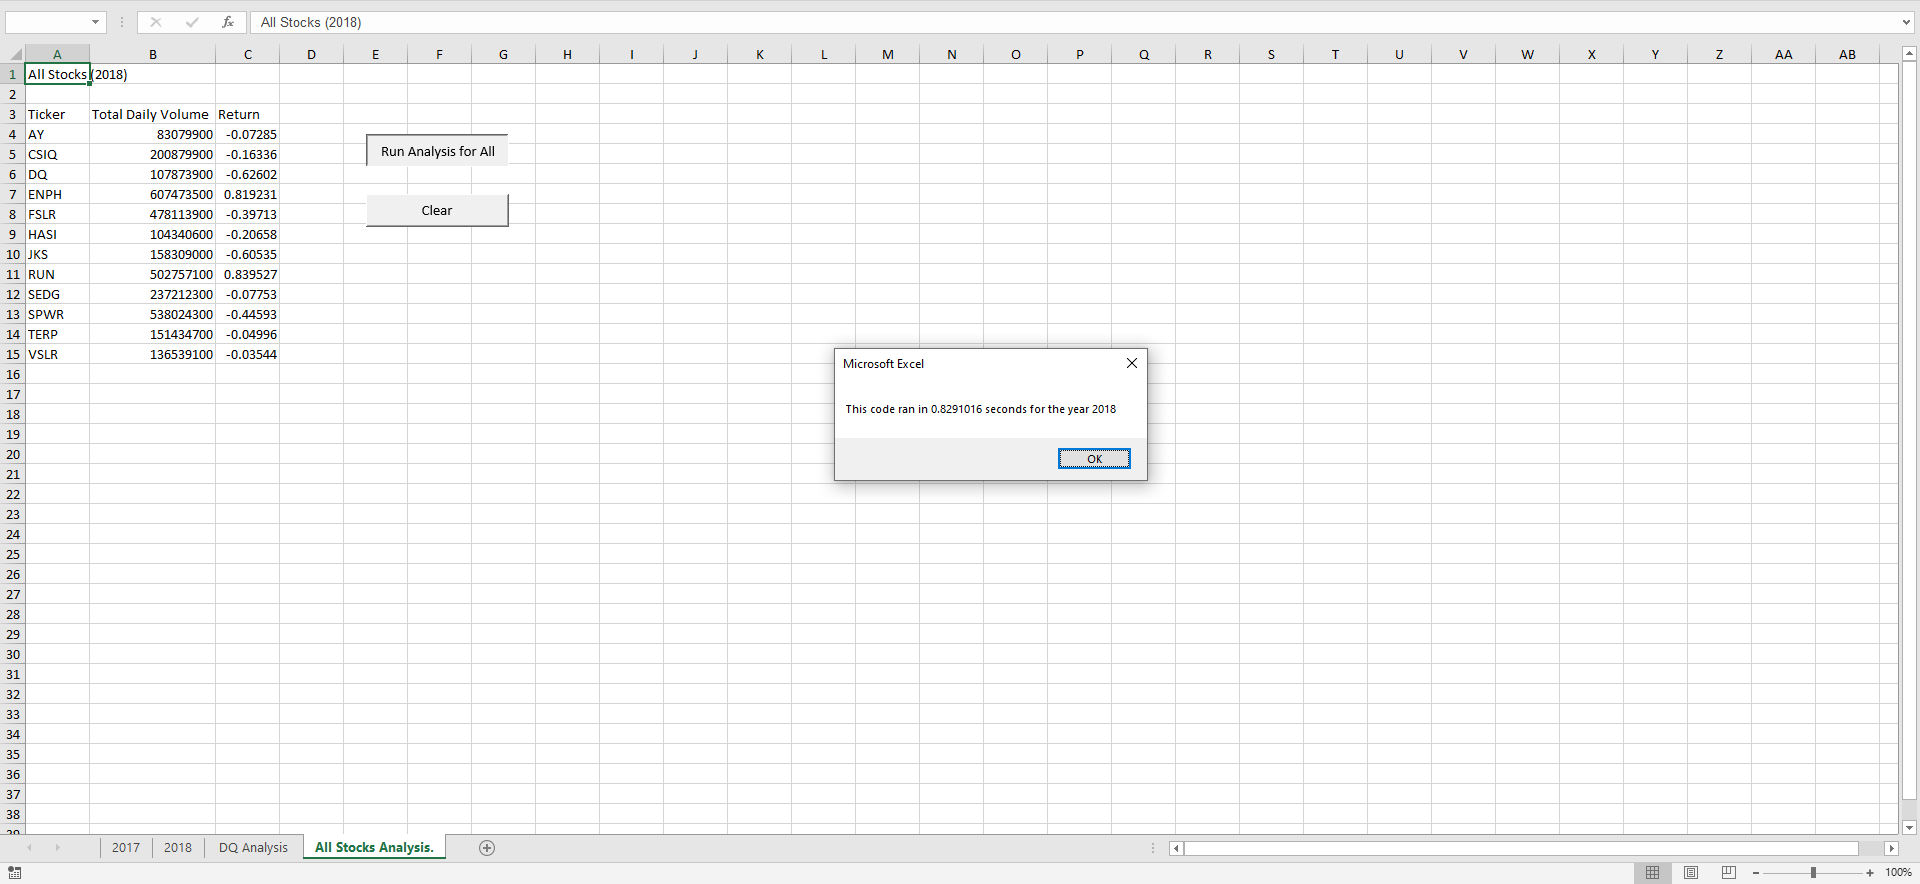 fx All Stocks (2018)
A B C D E F G H I J K L M N O P Q R S T U V W X Y Z AA AB
1 All Stocks (2018)
2
3 Ticker Total Daily Volume Return
4 AY 83079900 -0.07285
5 CSIQ 200879900 -0.16336
6 DQ 107873900 -0.62602
7 ENPH 607473500 0.819231
8 FSLR 478113900 -0.39713
9 HASI 104340600 -0.20658
10 JKS 158309000 -0.60535
11 RUN 502757100 0.839527
12 SEDG 237212300 -0.07753
13 SPWR 538024300 -0.44593
14 TERP 151434700 -0.04996
15 VSLR 136539100 -0.03544
16
17
18
19
20
21
22
23
24
25
26
27
28
29
30
31
32
33
34
35
36
37
38
39
Run Analysis for All
Clear
Microsoft Excel
This code ran in 0.8291016 seconds for the year 2018
OK
2017 2018 DQ Analysis All Stocks Analysis.
100%